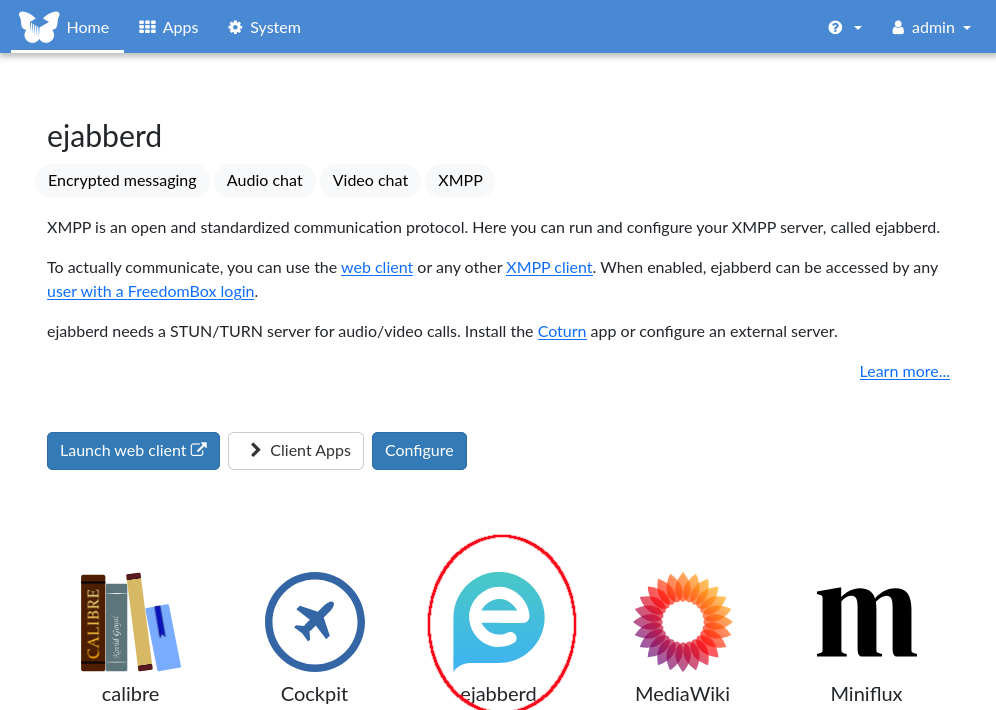 Home Apps System admin
ejabberd
Encrypted messaging Audio chat Video chat XMPP
XMPP is an open and standardized communication protocol. Here you can run and configure your XMPP server, called ejabberd.
To actually communicate, you can use the web client or any other XMPP client. When enabled, ejabberd can be accessed by any
user with a FreedomBox login.
ejabberd needs a STUN/TURN server for audio/video calls. Install the Coturn app or configure an external server.
Learn more...
Launch web client Client Apps Configure
CALIBRE
Kovid Goyal
e
m
calibre Cockpit ejabberd MediaWiki Miniflux